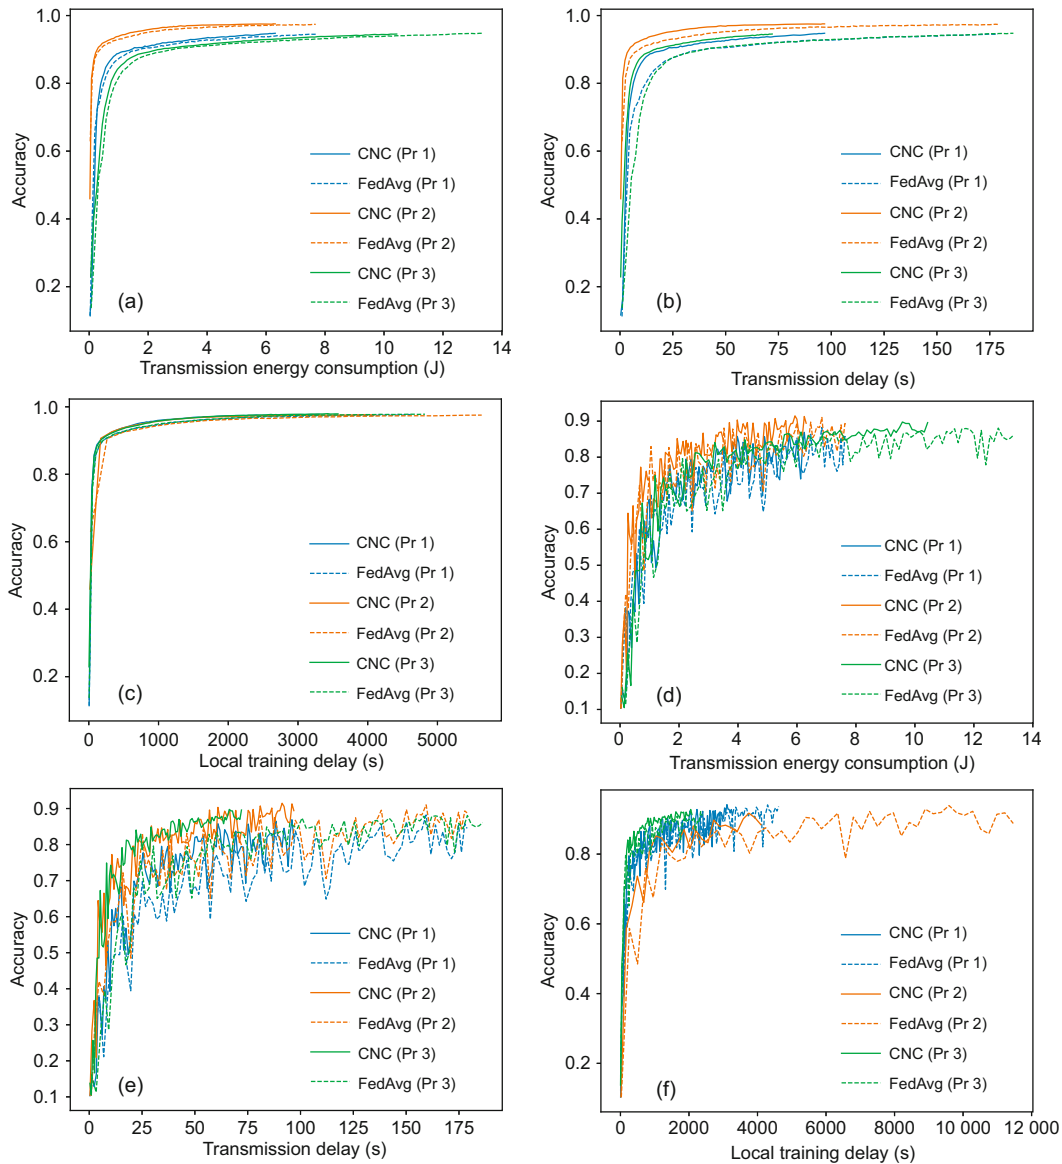 1.0
0.8
0.6
0.4
0.2
Accuracy
CNC (Pr 1)
FedAvg (Pr 1)
CNC (Pr 2)
FedAvg (Pr 2)
CNC (Pr 3)
FedAvg (Pr 3)
(a)
0 2 4 6 8 10 12 14
Transmission energy consumption (J)
1.0
0.8
0.6
0.4
0.2
Accuracy
CNC (Pr 1)
FedAvg (Pr 1)
CNC (Pr 2)
FedAvg (Pr 2)
CNC (Pr 3)
FedAvg (Pr 3)
(b)
0 25 50 75 100 125 150 175
Transmission delay (s)
1.0
0.8
0.6
0.4
0.2
Accuracy
CNC (Pr 1)
FedAvg (Pr 1)
CNC (Pr 2)
FedAvg (Pr 2)
CNC (Pr 3)
FedAvg (Pr 3)
(c)
0 1000 2000 3000 4000 5000
Local training delay (s)
0.9
0.8
0.7
0.6
0.5
0.4
0.3
0.2
0.1
Accuracy
CNC (Pr 1)
FedAvg (Pr 1)
CNC (Pr 2)
FedAvg (Pr 2)
CNC (Pr 3)
FedAvg (Pr 3)
(d)
0 2 4 6 8 10 12 14
Transmission energy consumption (J)
0.9
0.8
0.7
0.6
0.5
0.4
0.3
0.2
0.1
Accuracy
CNC (Pr 1)
FedAvg (Pr 1)
CNC (Pr 2)
FedAvg (Pr 2)
CNC (Pr 3)
FedAvg (Pr 3)
(e)
0 25 50 75 100 125 150 175
Transmission delay (s)
0.8
0.6
0.4
0.2
Accuracy
CNC (Pr 1)
FedAvg (Pr 1)
CNC (Pr 2)
FedAvg (Pr 2)
CNC (Pr 3)
FedAvg (Pr 3)
(f)
0 2000 4000 6000 8000 10 000 12 000
Local training delay (s)